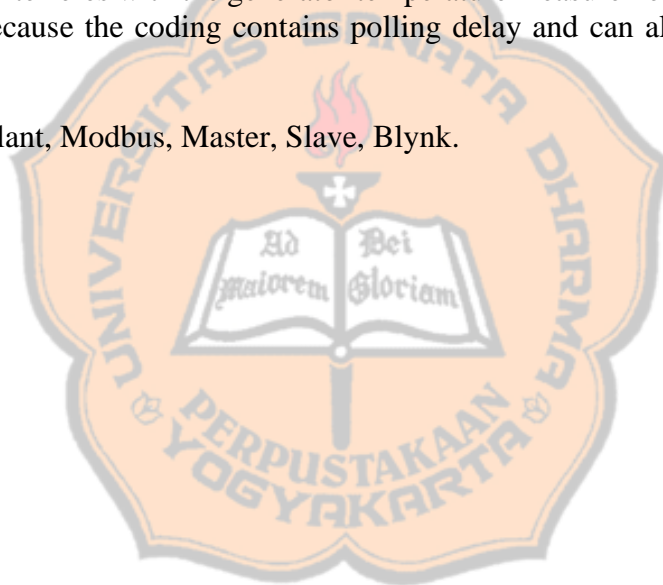 because the coding contains polling delay and can al
lant, Modbus, Master, Slave, Blynk.
UNIVERSITAS SANATA DHARMA
Ad Dei
Maiorem Gloriam
PERPUSTAKAAN
YOGYAKARTA